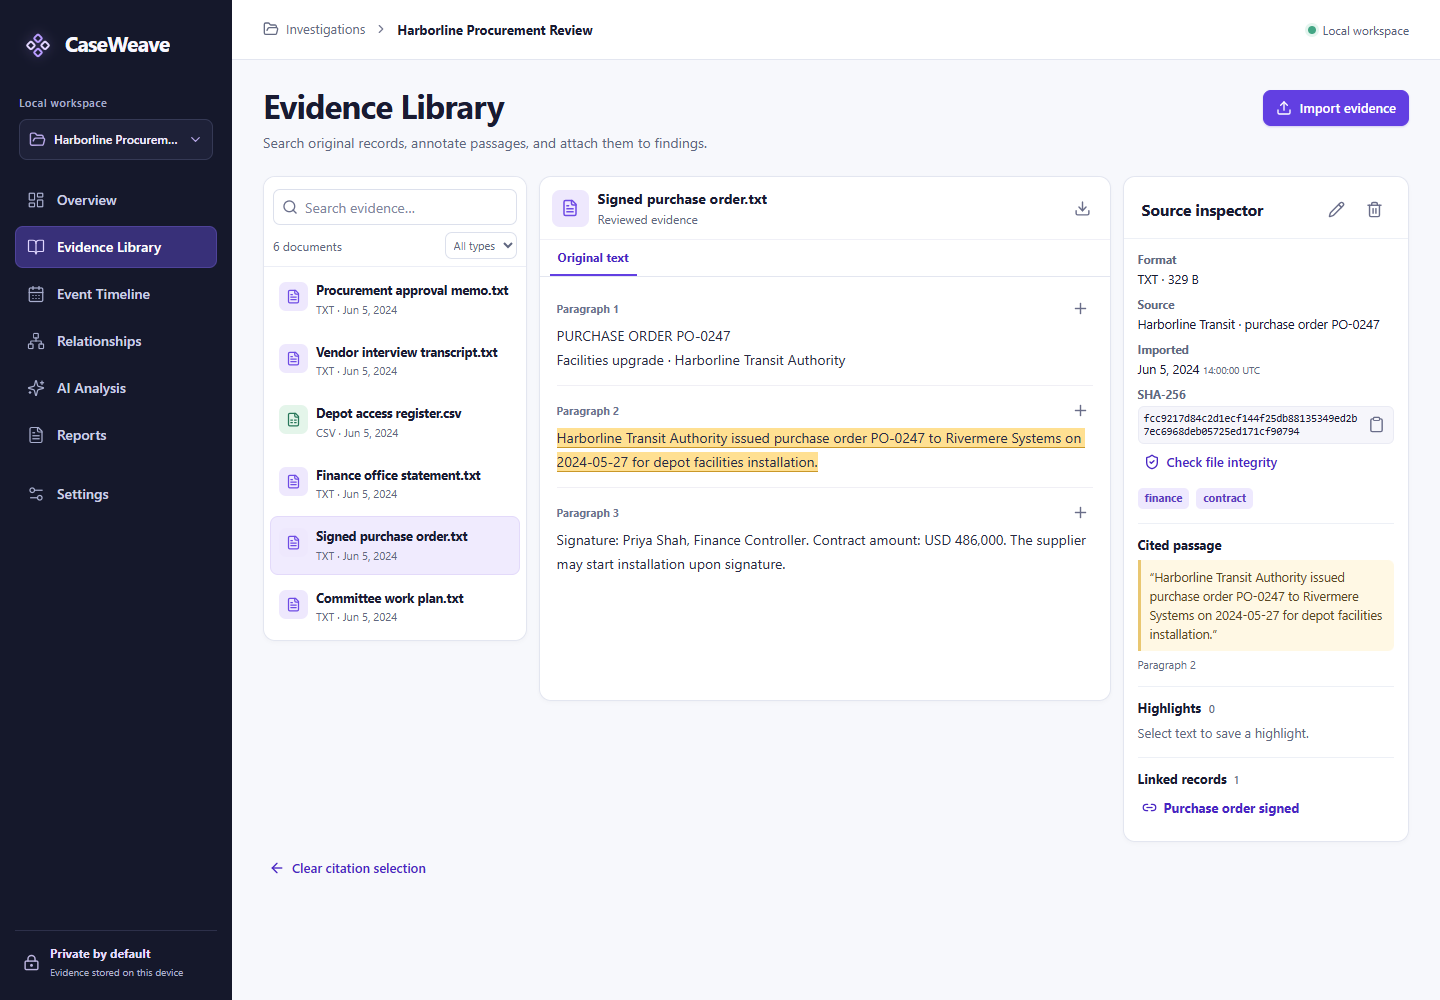 CaseWeave
Local workspace
Harborline Procurem...
Overview
Evidence Library
Event Timeline
Relationships
AI Analysis
Reports
Settings
Private by default
Evidence stored on this device
Investigations
Harborline Procurement Review
Local workspace
Evidence Library
Search original records, annotate passages, and attach them to findings.
Import evidence
Search evidence...
6 documents
All types
Procurement approval memo.txt
TXT · Jun 5, 2024
Vendor interview transcript.txt
TXT · Jun 5, 2024
Depot access register.csv
CSV · Jun 5, 2024
Finance office statement.txt
TXT · Jun 5, 2024
Signed purchase order.txt
TXT · Jun 5, 2024
Committee work plan.txt
TXT · Jun 5, 2024
Signed purchase order.txt
Reviewed evidence
Original text
Paragraph 1
PURCHASE ORDER PO-0247
Facilities upgrade · Harborline Transit Authority
Paragraph 2
Harborline Transit Authority issued purchase order PO-0247 to Rivermere Systems on
2024-05-27 for depot facilities installation.
Paragraph 3
Signature: Priya Shah, Finance Controller. Contract amount: USD 486,000. The supplier
may start installation upon signature.
Source inspector
Format
TXT · 329 B
Source
Harborline Transit · purchase order PO-0247
Imported
Jun 5, 2024 14:00:00 UTC
SHA-256
fcc9217d84c2d1ecf144f25db88135349ed2b
7ec6968deb05725ed171cf90794
Check file integrity
finance
contract
Cited passage
“Harborline Transit Authority issued
purchase order PO-0247 to Rivermere
Systems on 2024-05-27 for depot facilities
installation.”
Paragraph 2
Highlights 0
Select text to save a highlight.
Linked records 1
Purchase order signed
Clear citation selection